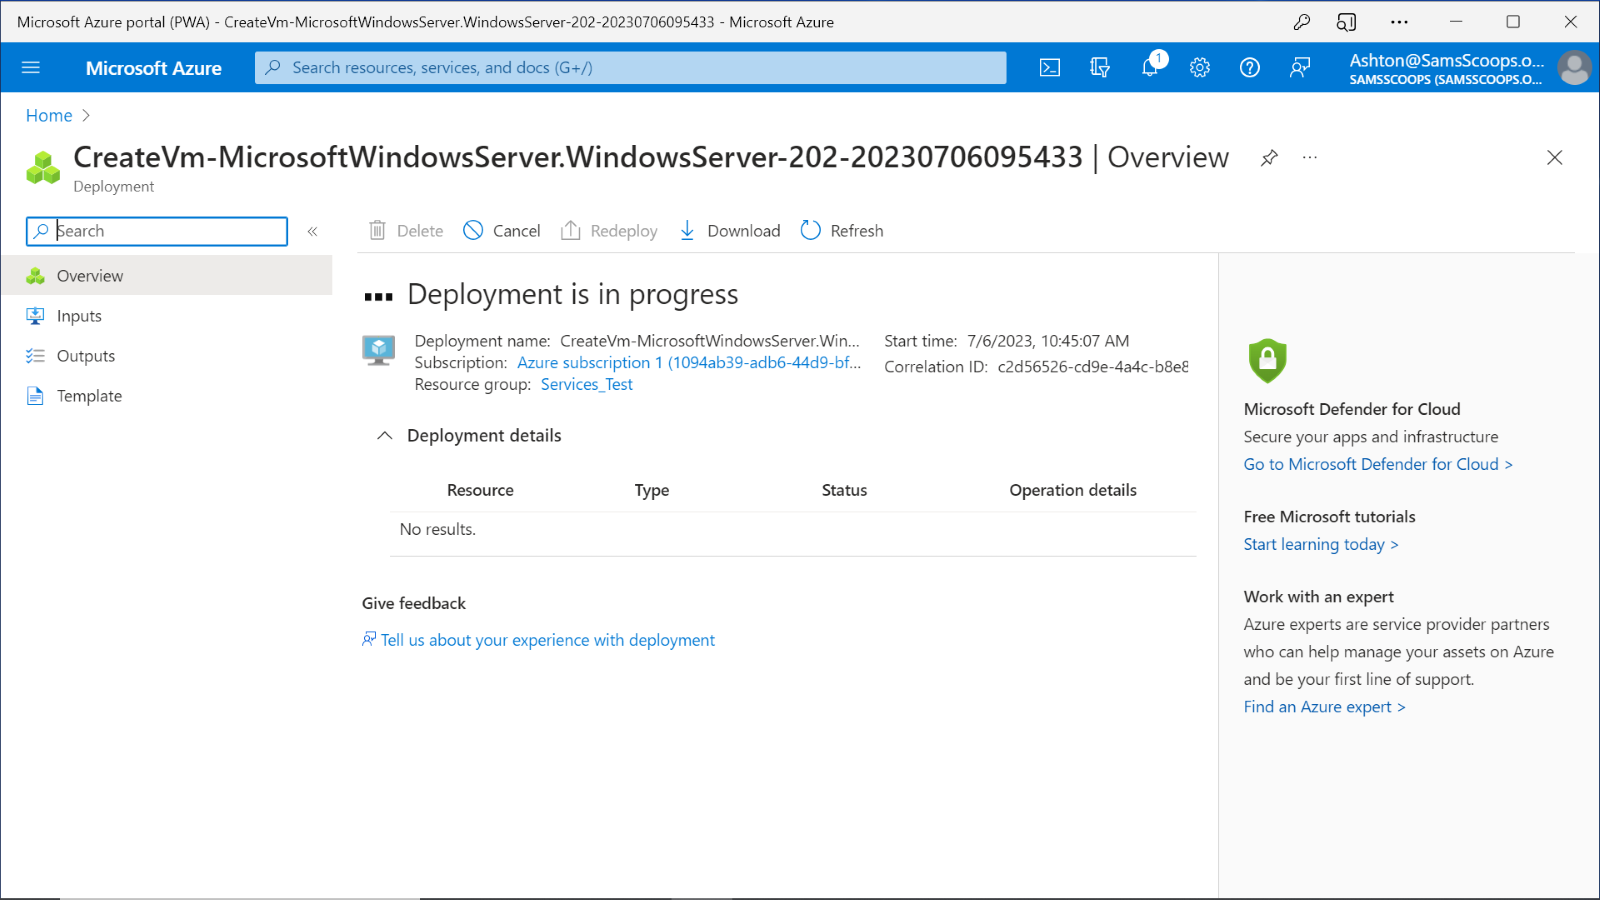 Microsoft Azure portal (PWA) - CreateVm-MicrosoftWindowsServer.WindowsServer-202-20230706095433 - Microsoft Azure
Microsoft Azure
Search resources, services, and docs (G+/)
1
Ashton@SamsScoops.o...
SAMSSCOOPS (SAMSSCOOPS.O...
Home >
CreateVm-MicrosoftWindowsServer.WindowsServer-202-20230706095433 | Overview
Deployment
Search
Delete
Cancel
Redeploy
Download
Refresh
Overview
Inputs
Outputs
Template
Deployment is in progress
Deployment name: CreateVm-MicrosoftWindowsServer.Win...
Subscription: Azure subscription 1 (1094ab39-adb6-44d9-bf...
Resource group: Services_Test
Start time: 7/6/2023, 10:45:07 AM
Correlation ID: c2d56526-cd9e-4a4c-b8e8
Deployment details
Resource Type Status Operation details
No results.
Give feedback
Tell us about your experience with deployment
Microsoft Defender for Cloud
Secure your apps and infrastructure
Go to Microsoft Defender for Cloud >
Free Microsoft tutorials
Start learning today >
Work with an expert
Azure experts are service provider partners
who can help manage your assets on Azure
and be your first line of support.
Find an Azure expert >